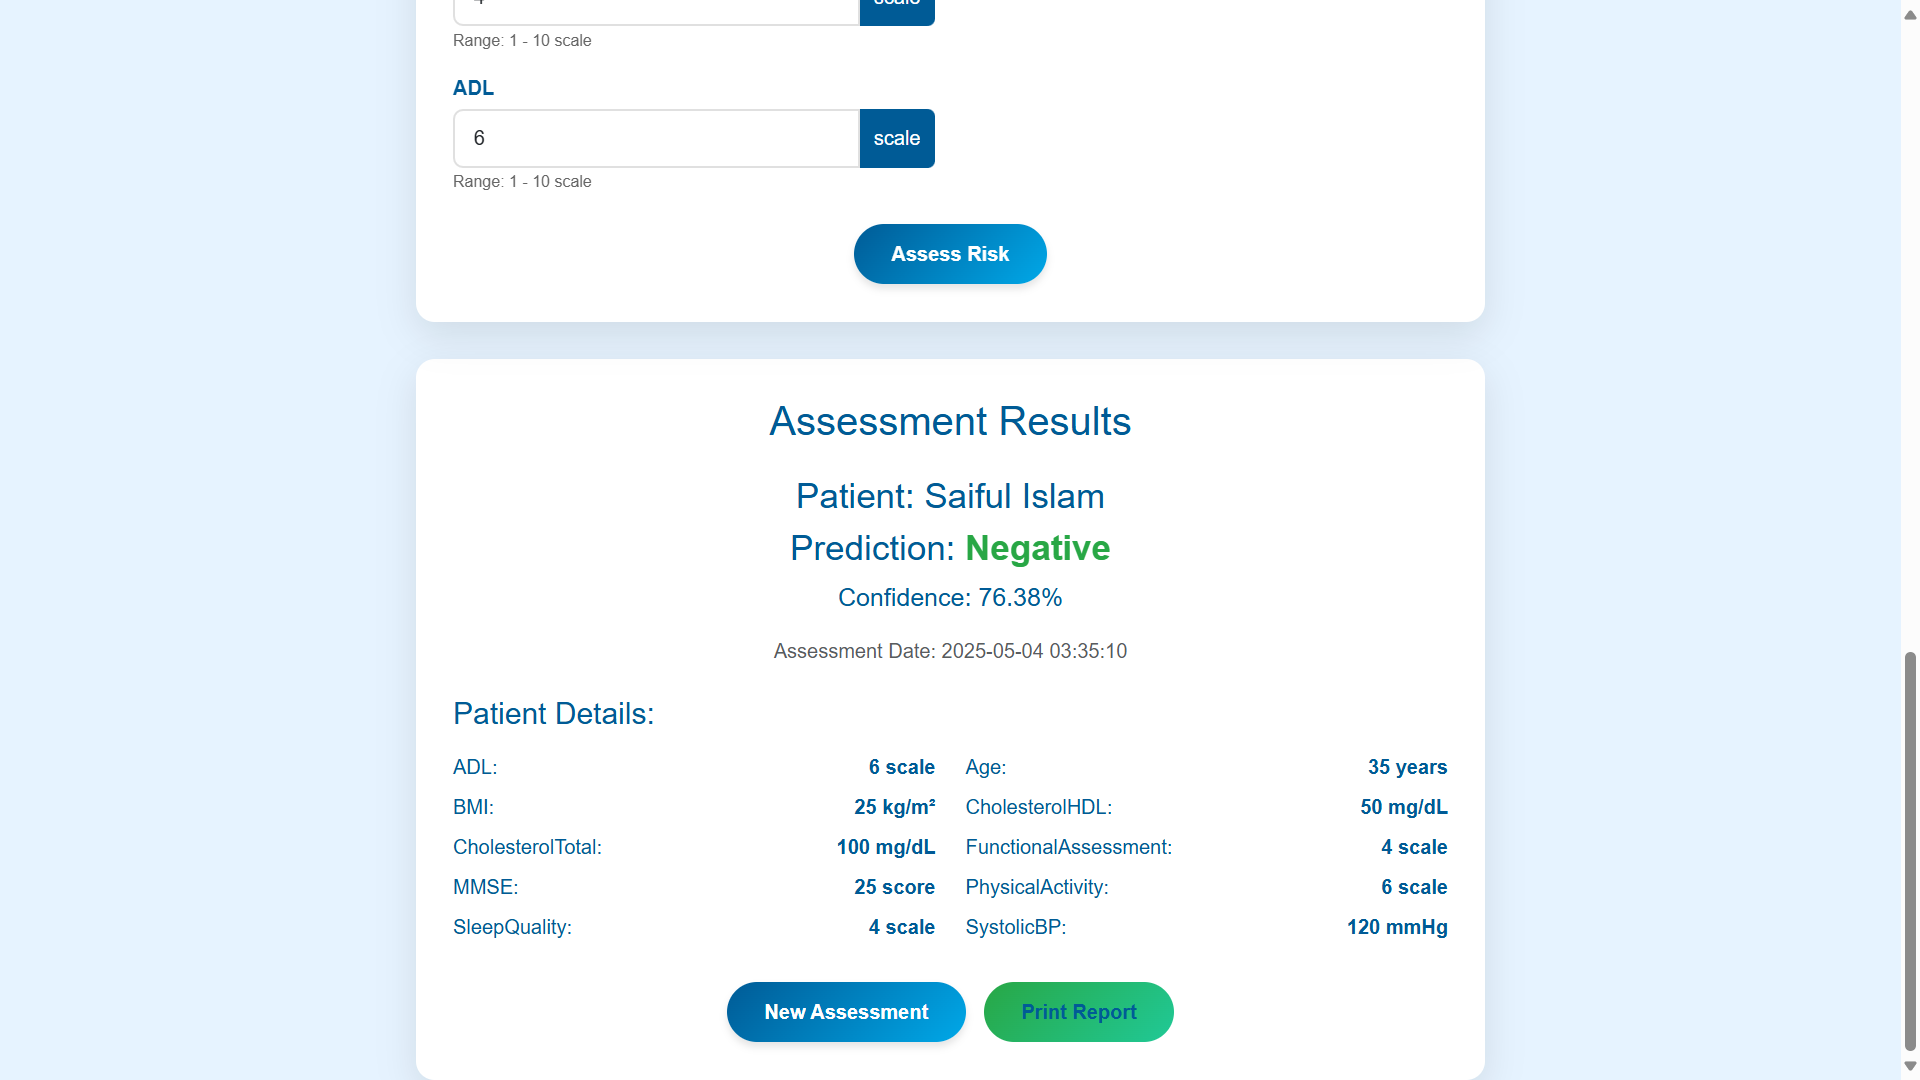 scale
Range: 1 - 10 scale
ADL
6 scale
Range: 1 - 10 scale
Assess Risk
Assessment Results
Patient: Saiful Islam
Prediction: Negative
Confidence: 76.38%
Assessment Date: 2025-05-04 03:35:10
Patient Details:
ADL: 6 scale Age: 35 years
BMI: 25 kg/m² CholesterolHDL: 50 mg/dL
CholesterolTotal: 100 mg/dL FunctionalAssessment: 4 scale
MMSE: 25 score PhysicalActivity: 6 scale
SleepQuality: 4 scale SystolicBP: 120 mmHg
New Assessment Print Report